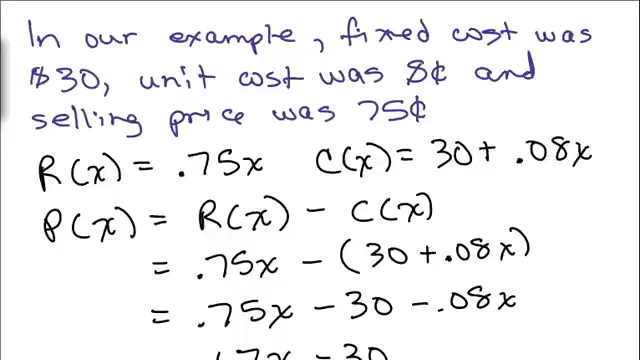 In our example, fixed cost was
$30, unit cost was 8¢ and
selling price was 75¢
R(x) = .75x C(x) = 30 + .08x
P(x) = R(x) - C(x)
= .75x - (30 + .08x)
= .75x - 30 - .08x